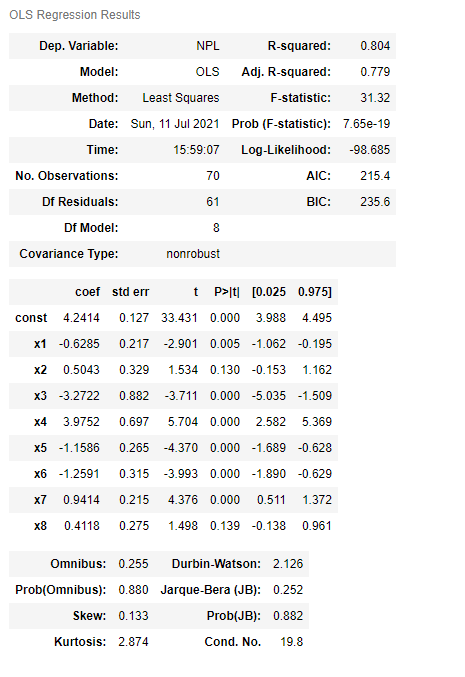 OLS Regression Results
Dep. Variable: NPL R-squared: 0.804
Model: OLS Adj. R-squared: 0.779
Method: Least Squares F-statistic: 31.32
Date: Sun, 11 Jul 2021 Prob (F-statistic): 7.65e-19
Time: 15:59:07 Log-Likelihood: -98.685
No. Observations: 70 AIC: 215.4
Df Residuals: 61 BIC: 235.6
Df Model: 8
Covariance Type: nonrobust
coef std err t P>|t| [0.025 0.975]
const 4.2414 0.127 33.431 0.000 3.988 4.495
x1 -0.6285 0.217 -2.901 0.005 -1.062 -0.195
x2 0.5043 0.329 1.534 0.130 -0.153 1.162
x3 -3.2722 0.882 -3.711 0.000 -5.035 -1.509
x4 3.9752 0.697 5.704 0.000 2.582 5.369
x5 -1.1586 0.265 -4.370 0.000 -1.689 -0.628
x6 -1.2591 0.315 -3.993 0.000 -1.890 -0.629
x7 0.9414 0.215 4.376 0.000 0.511 1.372
x8 0.4118 0.275 1.498 0.139 -0.138 0.961
Omnibus: 0.255 Durbin-Watson: 2.126
Prob(Omnibus): 0.880 Jarque-Bera (JB): 0.252
Skew: 0.133 Prob(JB): 0.882
Kurtosis: 2.874 Cond. No. 19.8